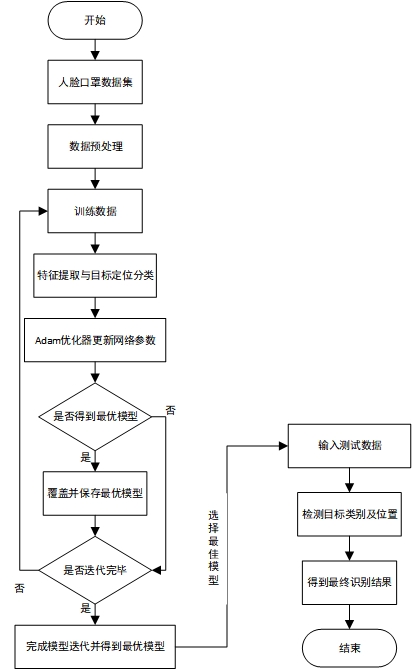 开始
人脸口罩数据集
数据预处理
训练数据
特征提取与目标定位分类
Adam优化器更新网络参数
是否得到最优模型
否
是
覆盖并保存最优模型
是否迭代完毕
否
是
完成模型迭代并得到最优模型
选择最佳模型
输入测试数据
检测目标类别及位置
得到最终识别结果
结束